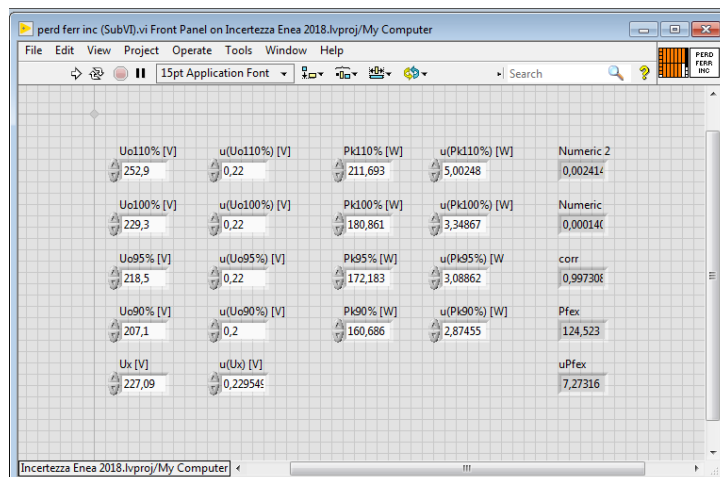 perd ferr inc (SubVI).vi Front Panel on Incertezza Enea 2018.lvproj/My Computer
File Edit View Project Operate Tools Window Help
15pt Application Font Search
PERD
FERR
INC
Uo110% [V] u(Uo110%) [V] Pk110% [W] u(Pk110%) [W] Numeric 2
252,9 0,22 211,693 5,00248 0,002414
Uo100% [V] u(Uo100%) [V] Pk100% [W] u(Pk100%) [W] Numeric
229,3 0,22 180,861 3,34867 0,00014(
Uo95% [V] u(Uo95%) [V] Pk95% [W] u(Pk95%) [W corr
218,5 0,22 172,183 3,08862 0,997308
Uo90% [V] u(Uo90%) [V] Pk90% [W] u(Pk90%) [W] Pfex
207,1 0,2 160,686 2,87455 124,523
Ux [V] u(Ux) [V] uPfex
227,09 0,229549 7,27316
Incertezza Enea 2018.lvproj/My Computer